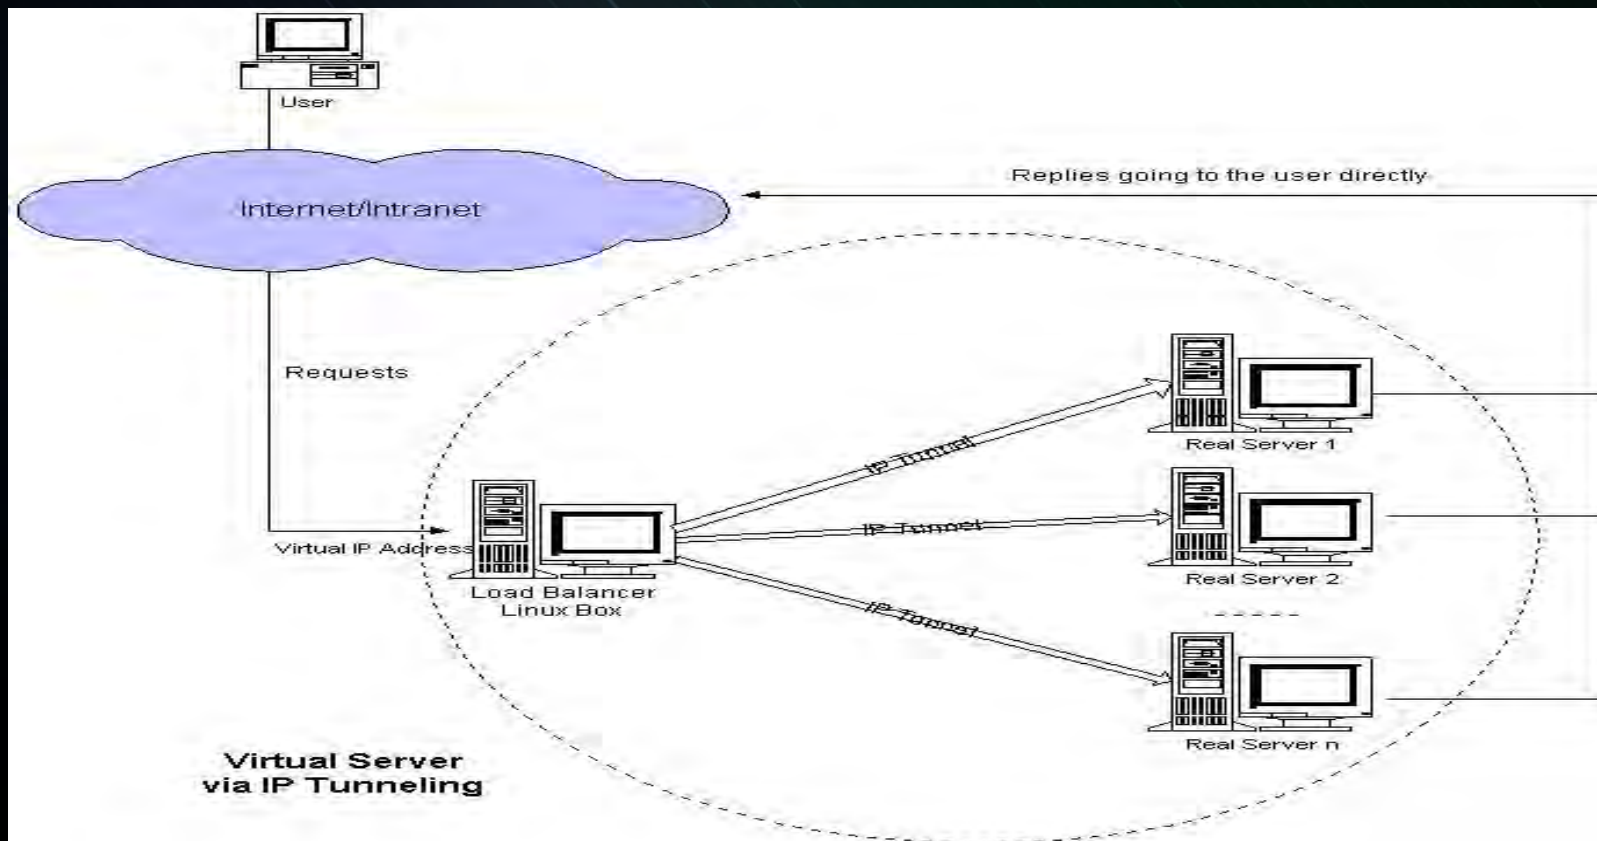 User
Internet/Intranet
Replies going to the user directly
Requests
Virtual IP Address
Load Balancer
Linux Box
IP Tunnel
IP Tunnel
IP Tunnel
Real Server 1
Real Server 2
Real Server n
Virtual Server
via IP Tunneling